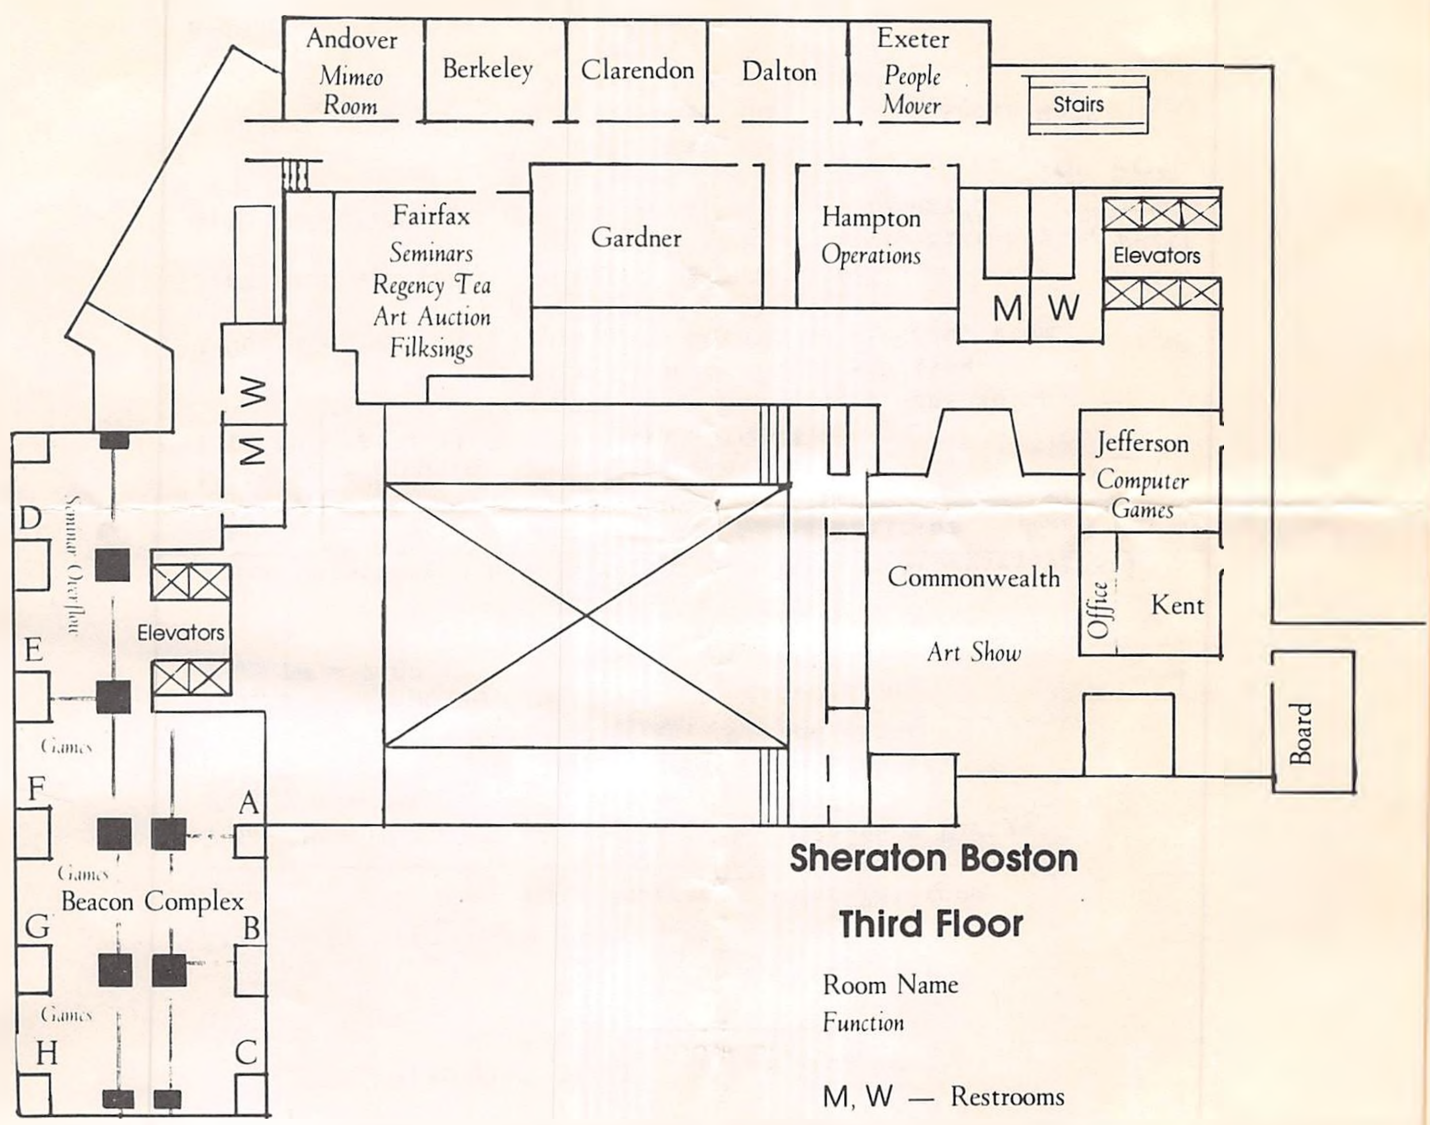 Andover
Mimeo
Room
Berkeley
Clarendon
Dalton
Exeter
People
Mover
Stairs
Fairfax
Seminars
Regency Tea
Art Auction
Filksings
Gardner
Hampton
Operations
M W
Elevators
M W
Jefferson
Computer
Games
Commonwealth
Art Show
Office
Kent
Board
D
Seminar Overflow
E
Elevators
Games
F
A
Games
Beacon Complex
G
B
Games
H
C
Sheraton Boston
Third Floor
Room Name
Function
M, W — Restrooms